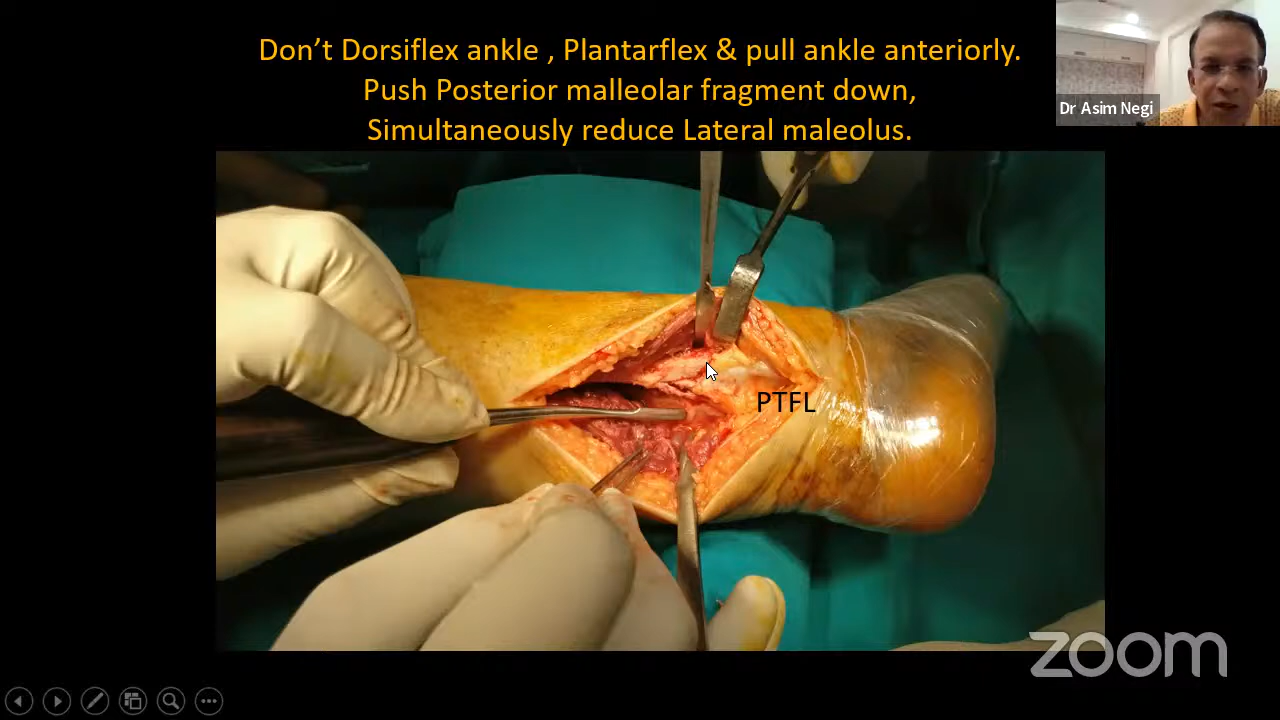 Don't Dorsiflex ankle , Plantarflex & pull ankle anteriorly.
Push Posterior malleolar fragment down,
Simultaneously reduce Lateral maleolus.
Dr Asim Negi
PTFL
zoom